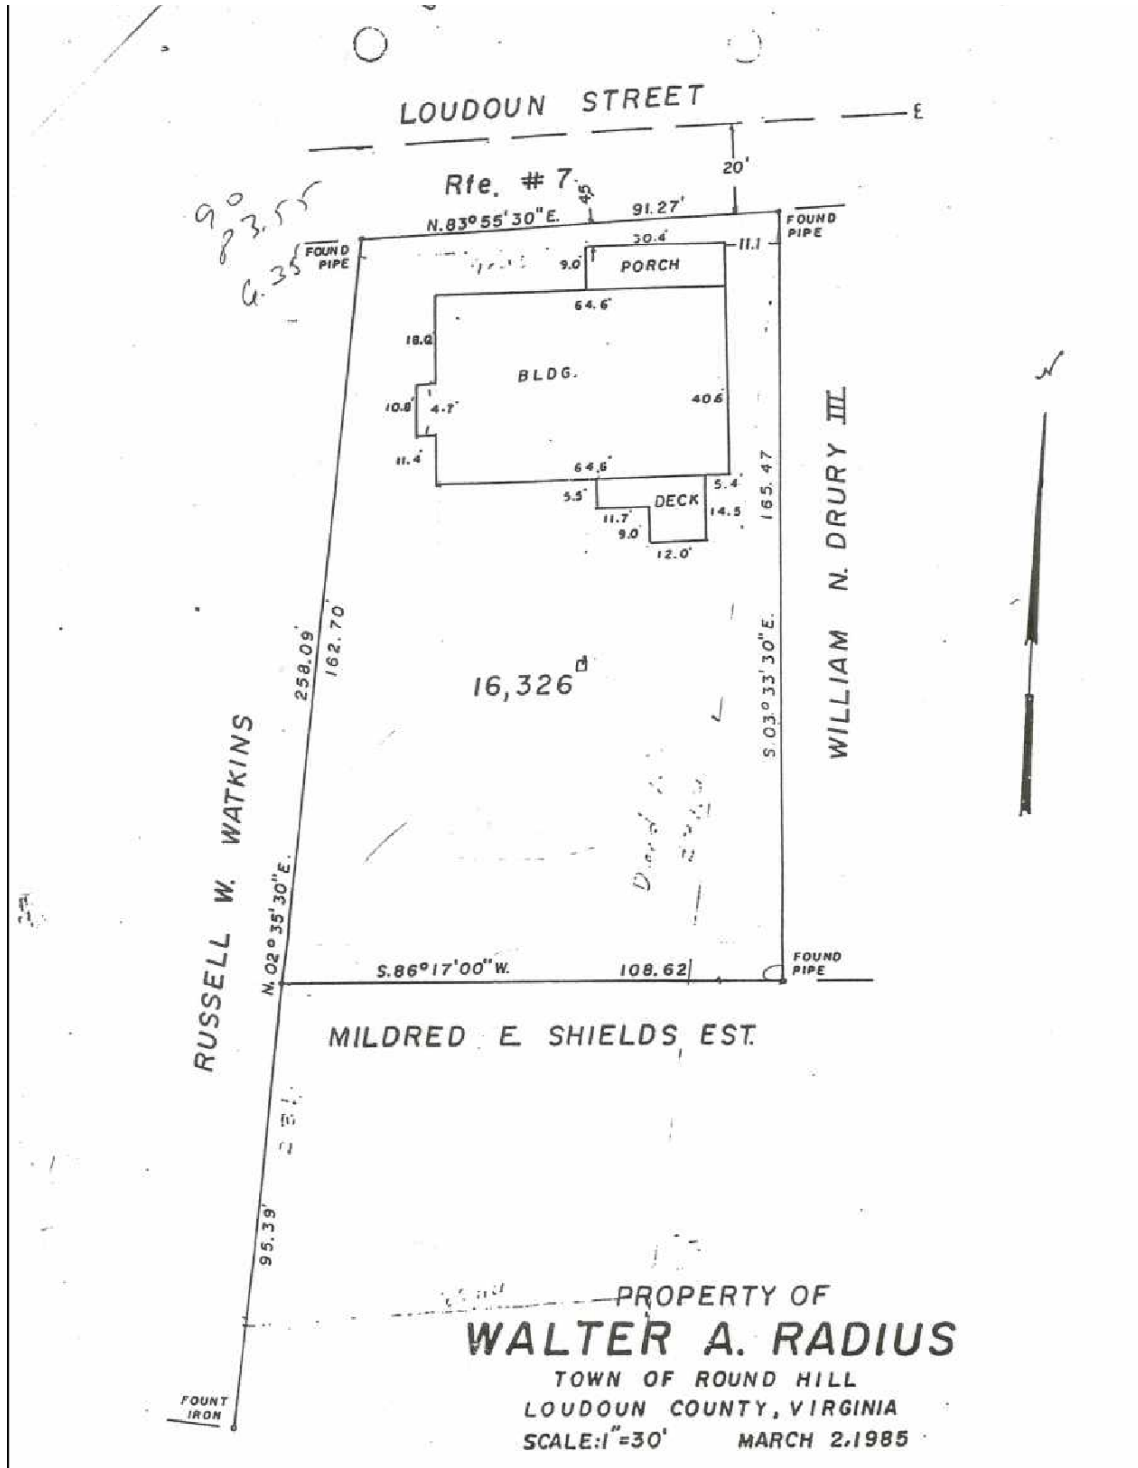 LOUDOUN STREET
20'
Rte. # 7
4.5
N.83°55'30"E.
91.27'
FOUND
PIPE
FOUND
PIPE
9°
83.55
6.35
30.4'
11.1
9.0'
PORCH
64.6'
18.0'
BLDG.
10.8'
4.7'
40.6'
11.4'
64.6'
5.5'
DECK
5.4'
11.7'
14.5
9.0'
12.0'
165.47
S.03°33'30"E.
WILLIAM N. DRURY III
N
258.09'
162.70'
16,326
RUSSELL W. WATKINS
N.02°35'30"E.
S.86°17'00"W.
108.62
FOUND
PIPE
MILDRED E SHIELDS, EST.
95.39'
FOUNT
IRON
PROPERTY OF
WALTER A. RADIUS
TOWN OF ROUND HILL
LOUDOUN COUNTY, VIRGINIA
SCALE:1"=30' MARCH 2,1985